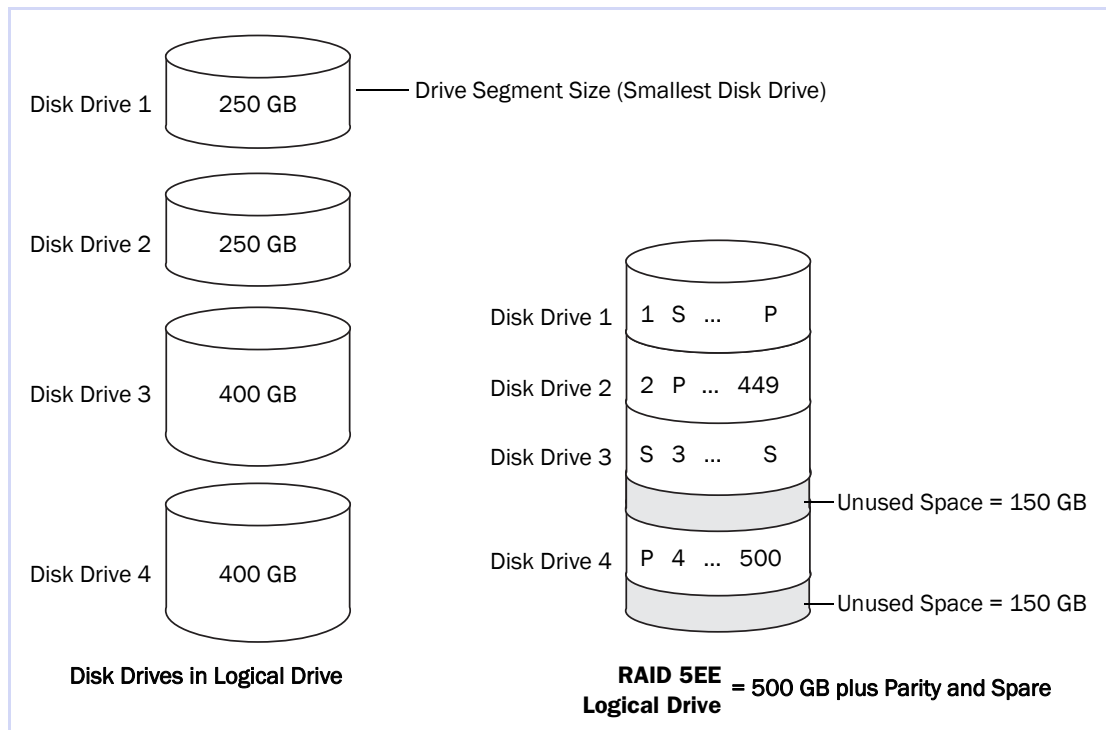 Disk Drive 1
250 GB
Drive Segment Size (Smallest Disk Drive)
Disk Drive 2
250 GB
Disk Drive 3
400 GB
Disk Drive 4
400 GB
Disk Drives in Logical Drive
Disk Drive 1
1 S ... P
Disk Drive 2
2 P ... 449
Disk Drive 3
S 3 ... S
Unused Space = 150 GB
Disk Drive 4
P 4 ... 500
Unused Space = 150 GB
RAID 5EE
Logical Drive
= 500 GB plus Parity and Spare